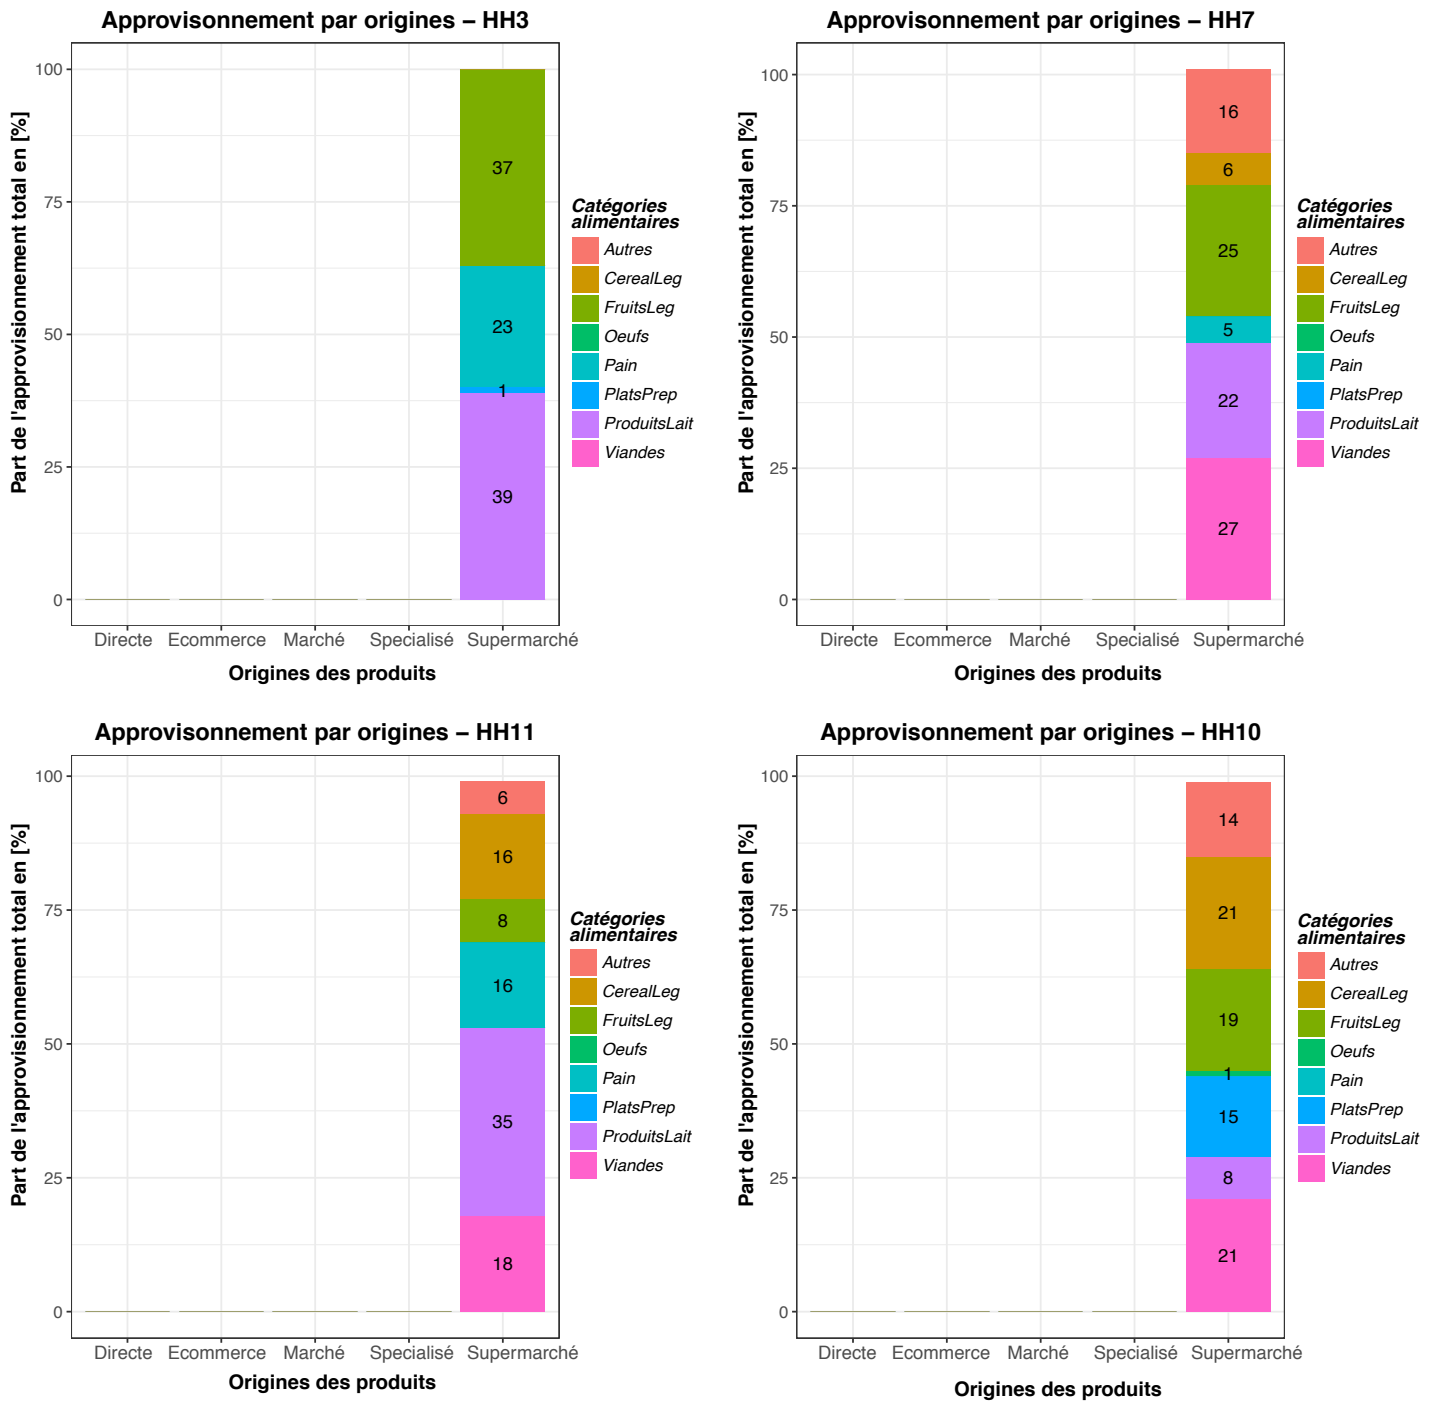 Approvisonnement par origines – HH3
Part de l'approvisionnement total en [%]
100
75
50
25
0
37
23
1
39
Directe Ecommerce Marché Specialisé Supermarché
Origines des produits
Catégories
alimentaires
Autres
CerealLeg
FruitsLeg
Oeufs
Pain
PlatsPrep
ProduitsLait
Viandes
Approvisonnement par origines – HH7
Part de l'approvisionnement total en [%]
100
75
50
25
0
16
6
25
5
22
27
Directe Ecommerce Marché Specialisé Supermarché
Origines des produits
Catégories
alimentaires
Autres
CerealLeg
FruitsLeg
Oeufs
Pain
PlatsPrep
ProduitsLait
Viandes
Approvisonnement par origines – HH11
Part de l'approvisionnement total en [%]
100
75
50
25
0
6
16
8
16
35
18
Directe Ecommerce Marché Specialisé Supermarché
Origines des produits
Catégories
alimentaires
Autres
CerealLeg
FruitsLeg
Oeufs
Pain
PlatsPrep
ProduitsLait
Viandes
Approvisonnement par origines – HH10
Part de l'approvisionnement total en [%]
100
75
50
25
0
14
21
19
1
15
8
21
Directe Ecommerce Marché Specialisé Supermarché
Origines des produits
Catégories
alimentaires
Autres
CerealLeg
FruitsLeg
Oeufs
Pain
PlatsPrep
ProduitsLait
Viandes